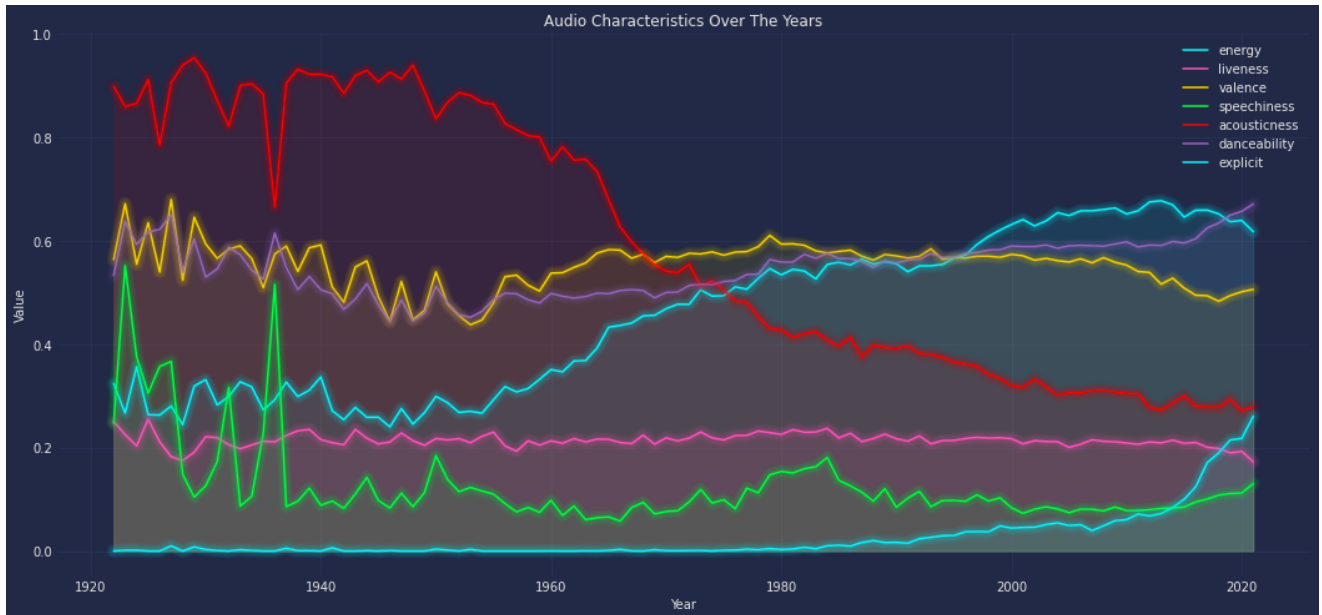 Audio Characteristics Over The Years
1.0
0.8
0.6
0.4
0.2
0.0
Value
energy
liveness
valence
speechiness
acousticness
danceability
explicit
1920
1940
1960
1980
2000
2020
Year